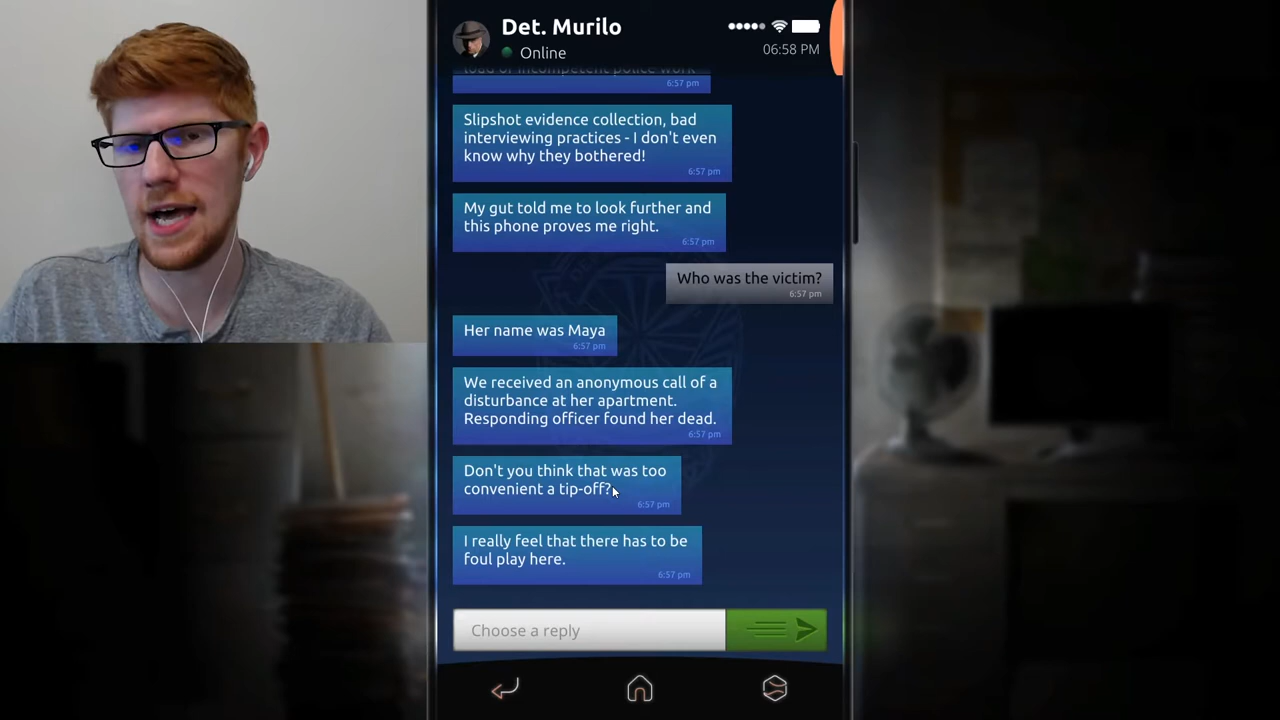 Det. Murilo
Online
06:58 PM
load of incompetent police work
6:57 pm
Slipshot evidence collection, bad
interviewing practices - I don't even
know why they bothered!
6:57 pm
My gut told me to look further and
this phone proves me right.
6:57 pm
Who was the victim?
6:57 pm
Her name was Maya
6:57 pm
We received an anonymous call of a
disturbance at her apartment.
Responding officer found her dead.
6:57 pm
Don't you think that was too
convenient a tip-off?
6:57 pm
I really feel that there has to be
foul play here.
6:57 pm
Choose a reply